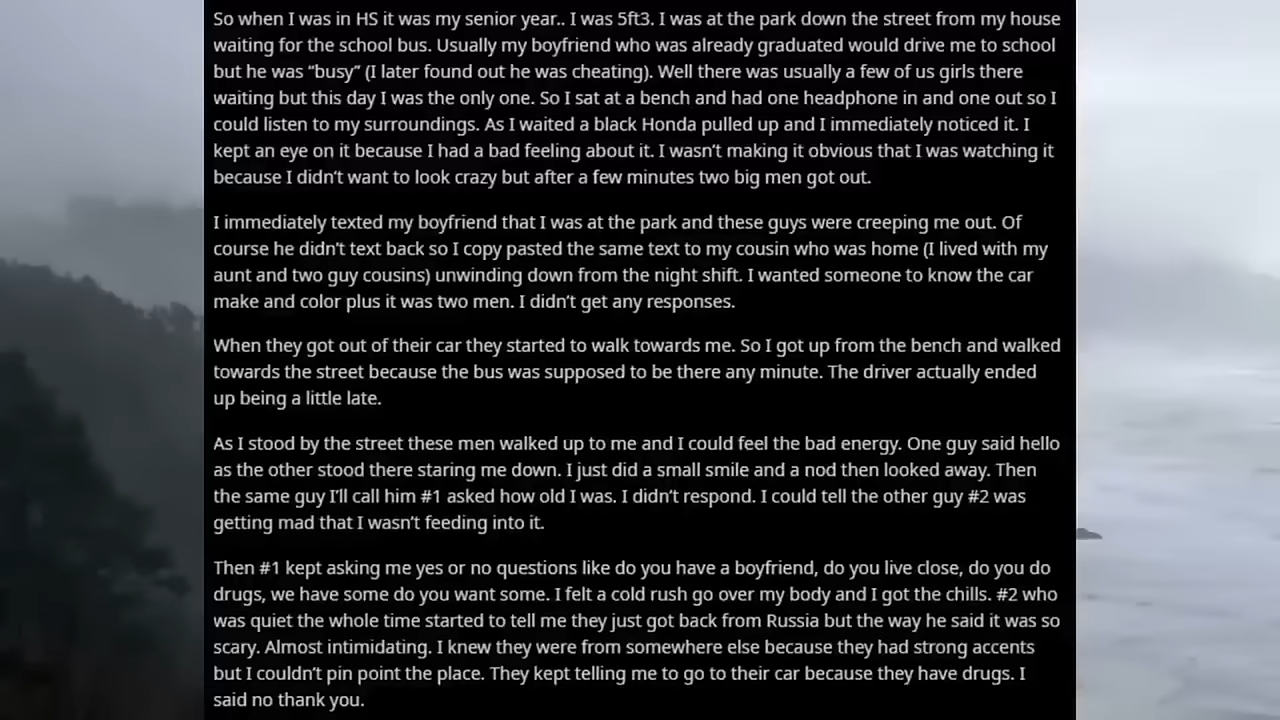 So when I was in HS it was my senior year.. I was 5ft3. I was at the park down the street from my house
waiting for the school bus. Usually my boyfriend who was already graduated would drive me to school
but he was “busy” (I later found out he was cheating). Well there was usually a few of us girls there
waiting but this day I was the only one. So I sat at a bench and had one headphone in and one out so I
could listen to my surroundings. As I waited a black Honda pulled up and I immediately noticed it. I
kept an eye on it because I had a bad feeling about it. I wasn’t making it obvious that I was watching it
because I didn’t want to look crazy but after a few minutes two big men got out.
I immediately texted my boyfriend that I was at the park and these guys were creeping me out. Of
course he didn’t text back so I copy pasted the same text to my cousin who was home (I lived with my
aunt and two guy cousins) unwinding down from the night shift. I wanted someone to know the car
make and color plus it was two men. I didn’t get any responses.
When they got out of their car they started to walk towards me. So I got up from the bench and walked
towards the street because the bus was supposed to be there any minute. The driver actually ended
up being a little late.
As I stood by the street these men walked up to me and I could feel the bad energy. One guy said hello
as the other stood there staring me down. I just did a small smile and a nod then looked away. Then
the same guy I’ll call him #1 asked how old I was. I didn’t respond. I could tell the other guy #2 was
getting mad that I wasn’t feeding into it.
Then #1 kept asking me yes or no questions like do you have a boyfriend, do you live close, do you do
drugs, we have some do you want some. I felt a cold rush go over my body and I got the chills. #2 who
was quiet the whole time started to tell me they just got back from Russia but the way he said it was so
scary. Almost intimidating. I knew they were from somewhere else because they had strong accents
but I couldn’t pin point the place. They kept telling me to go to their car because they have drugs. I
said no thank you.